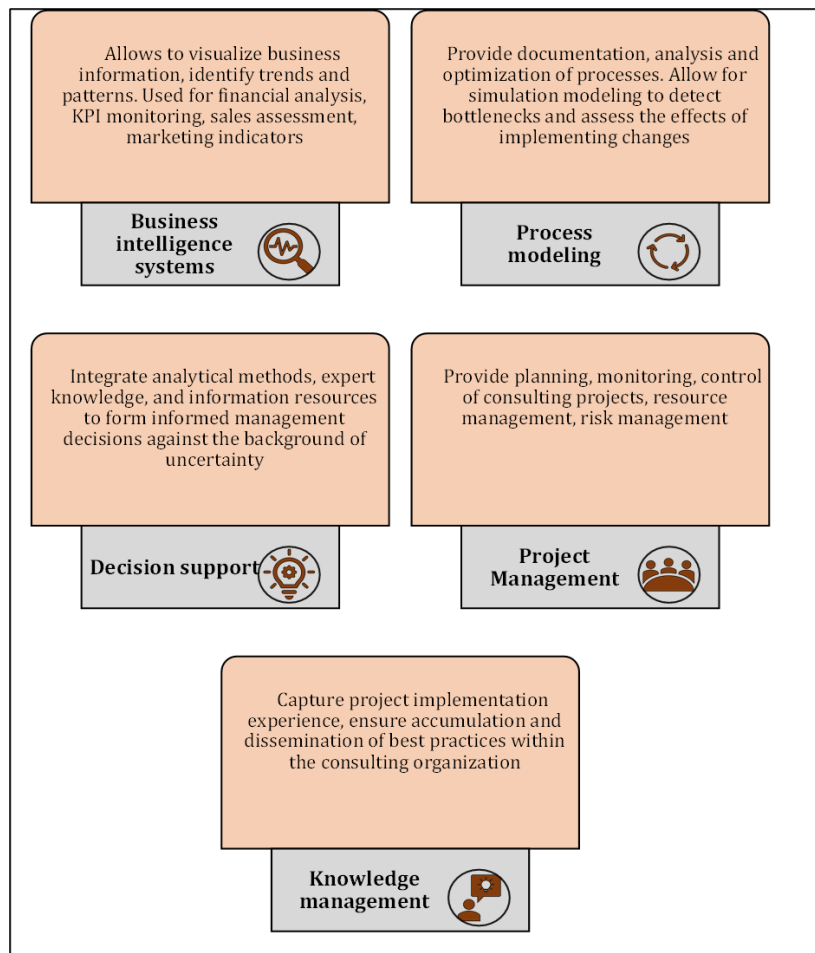 Allows to visualize business
information, identify trends and
patterns. Used for financial analysis,
KPI monitoring, sales assessment,
marketing indicators
Business
intelligence
systems
Provide documentation, analysis and
optimization of processes. Allow for
simulation modeling to detect
bottlenecks and assess the effects of
implementing changes
Process
modeling
Integrate analytical methods, expert
knowledge, and information resources
to form informed management
decisions against the background of
uncertainty
Decision support
Provide planning, monitoring, control
of consulting projects, resource
management, risk management
Project
Management
Capture project implementation
experience, ensure accumulation and
dissemination of best practices within
the consulting organization
Knowledge
management